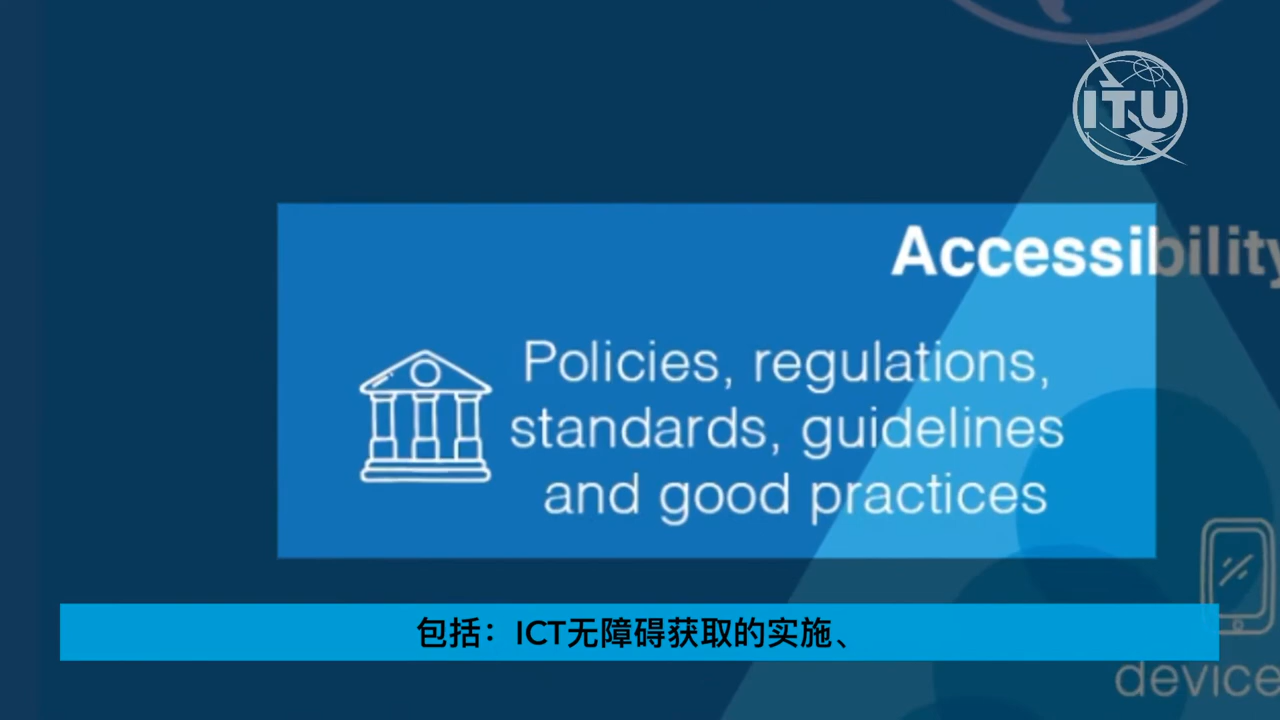 ITU
Accessibility
Policies, regulations,
standards, guidelines
and good practices
device
包括：ICT无障碍获取的实施、